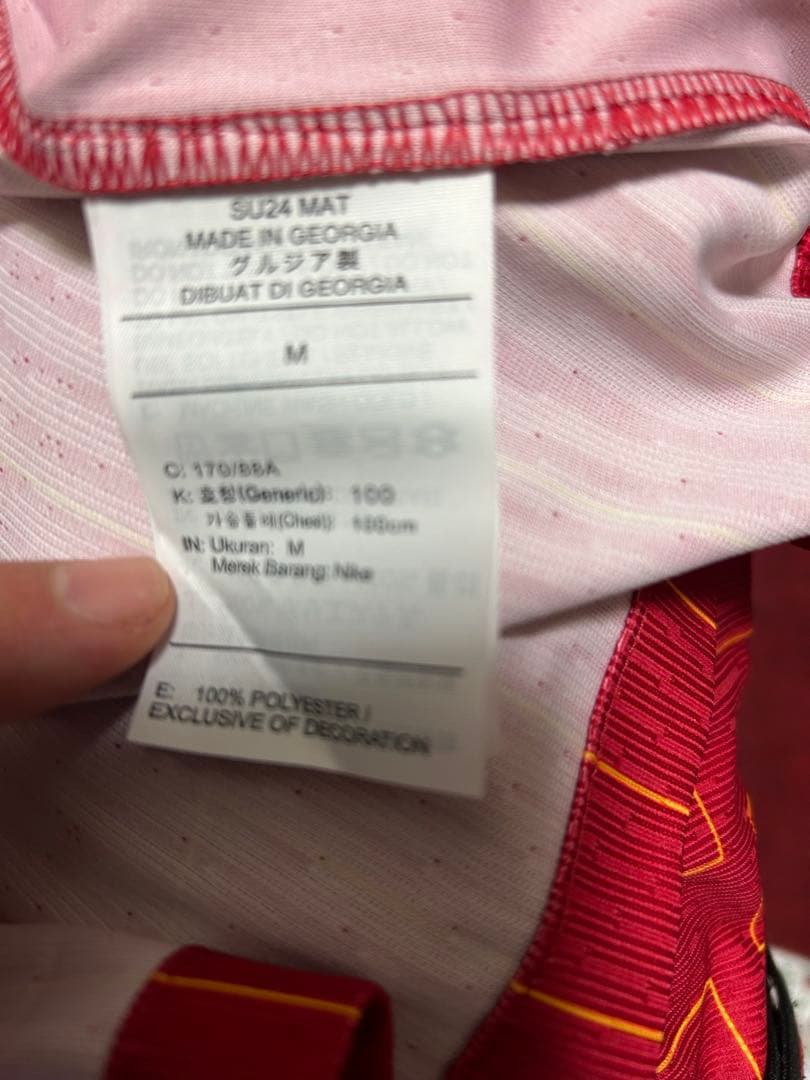 SU24 MAT
MADE IN GEORGIA
グルジア製
DIBUAT DI GEORGIA
M
C: 170/88A
K: 호칭(Generic): 100
가슴둘레(Chest): 100cm
IN: Ukuran: M
Merek Barang: Nike
E: 100% POLYESTER /
EXCLUSIVE OF DECORATION